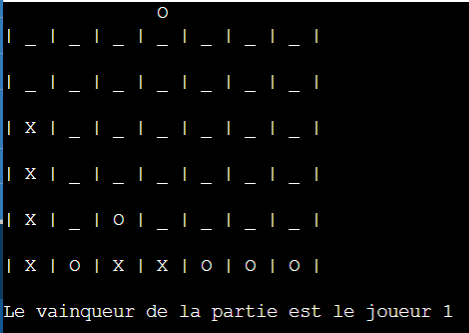 O
| _ | _ | _ | _ | _ | _ | _ |
| _ | _ | _ | _ | _ | _ | _ |
| X | _ | _ | _ | _ | _ | _ |
| X | _ | _ | _ | _ | _ | _ |
| X | _ | O | _ | _ | _ | _ |
| X | O | X | X | O | O | O |
Le vainqueur de la partie est le joueur 1